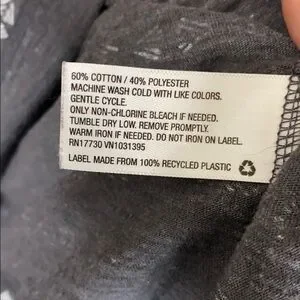 60% COTTON / 40% POLYESTER
MACHINE WASH COLD WITH LIKE COLORS.
GENTLE CYCLE.
ONLY NON-CHLORINE BLEACH IF NEEDED.
TUMBLE DRY LOW. REMOVE PROMPTLY.
WARM IRON IF NEEDED. DO NOT IRON ON LABEL.
RN17730 VN1031395
LABEL MADE FROM 100% RECYCLED PLASTIC